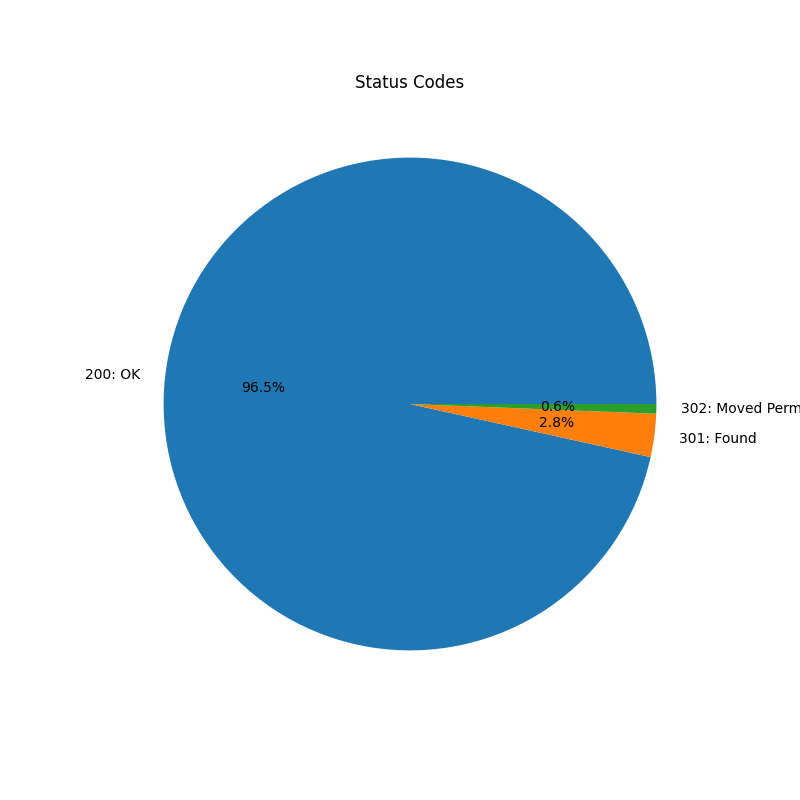 Status Codes
200: OK
96.5%
0.6%
302: Moved Perm
2.8%
301: Found